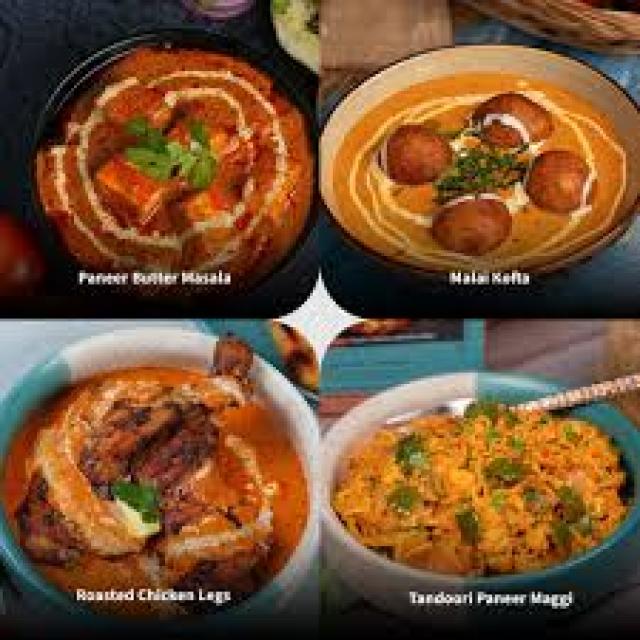 Paneer Butter Masala
Malai Kofta
Roasted Chicken Legs
Tandoori Paneer Maggi